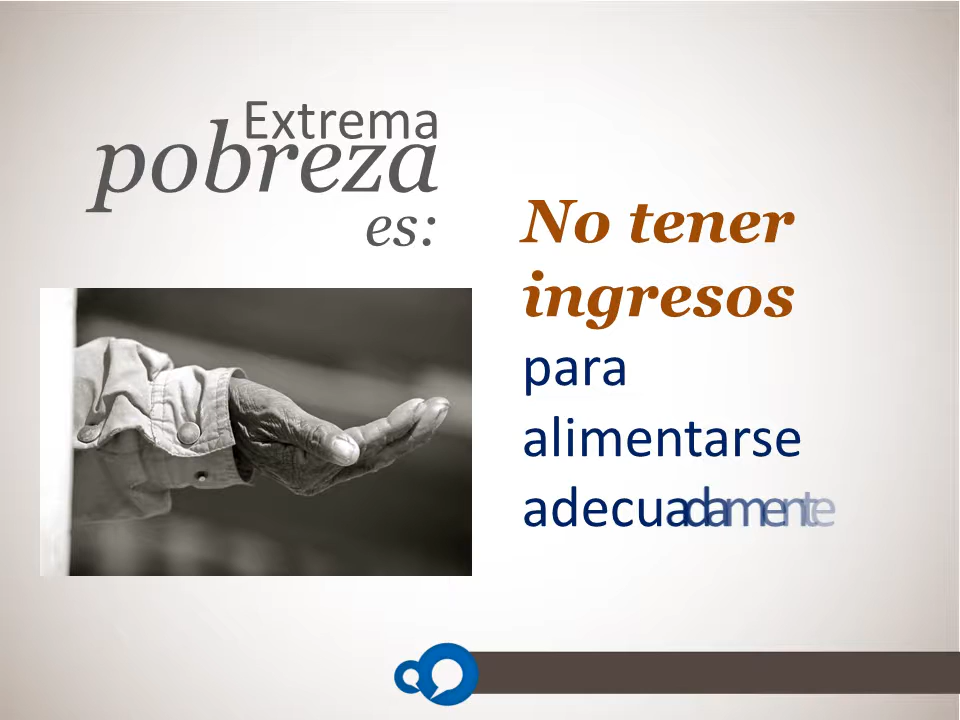 Extrema
pobreza
es:
No tener
ingresos
para
alimentarse
adecuadamente